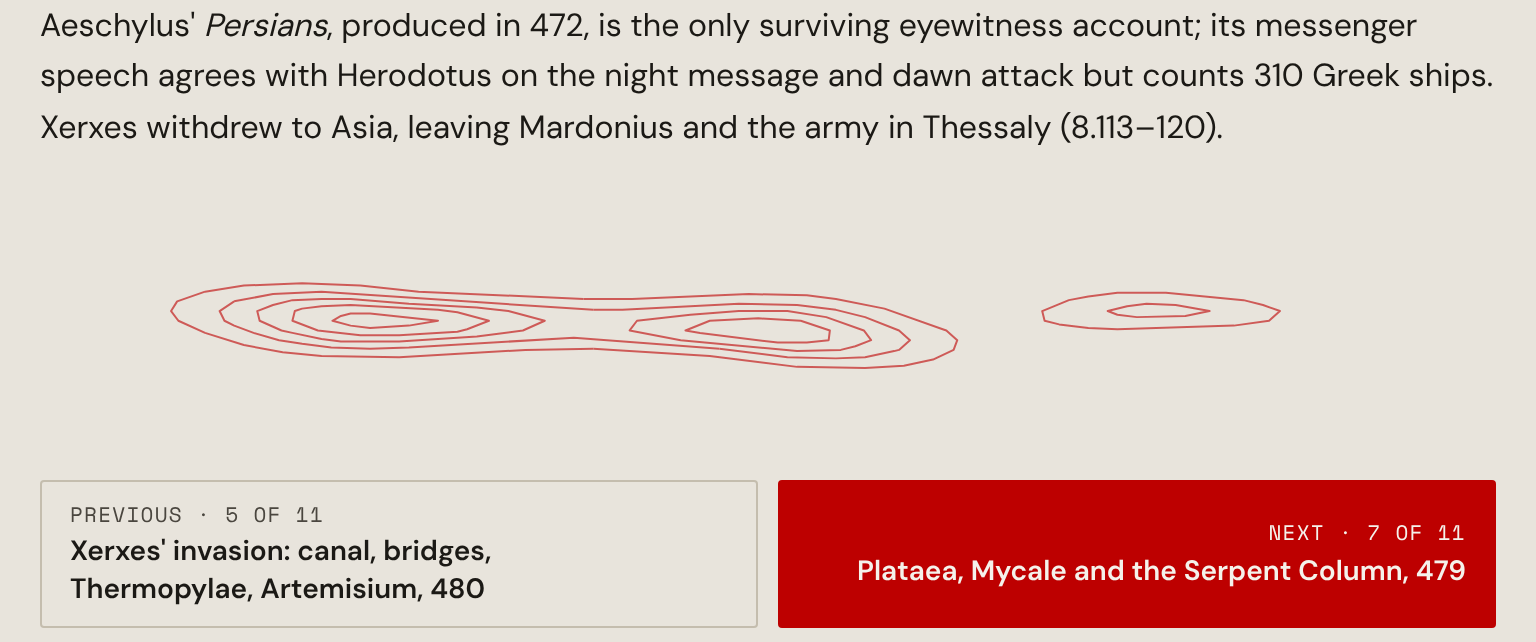 Aeschylus' Persians, produced in 472, is the only surviving eyewitness account; its messenger
speech agrees with Herodotus on the night message and dawn attack but counts 310 Greek ships.
Xerxes withdrew to Asia, leaving Mardonius and the army in Thessaly (8.113–120).
PREVIOUS · 5 OF 11
Xerxes' invasion: canal, bridges,
Thermopylae, Artemisium, 480
NEXT · 7 OF 11
Plataea, Mycale and the Serpent Column, 479